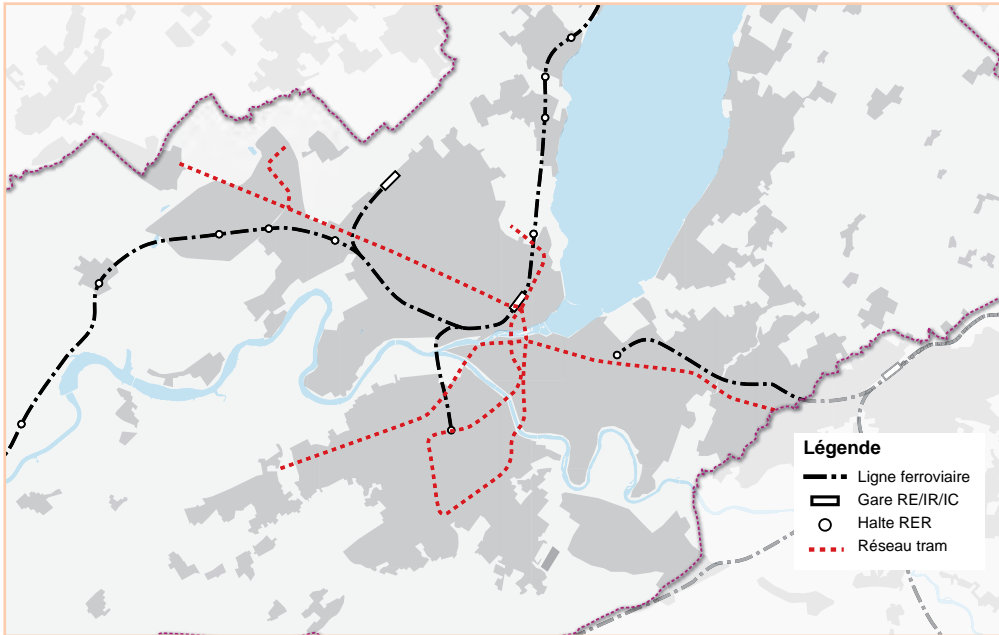 Légende
Ligne ferroviaire
Gare RE/IR/IC
Halte RER
Réseau tram